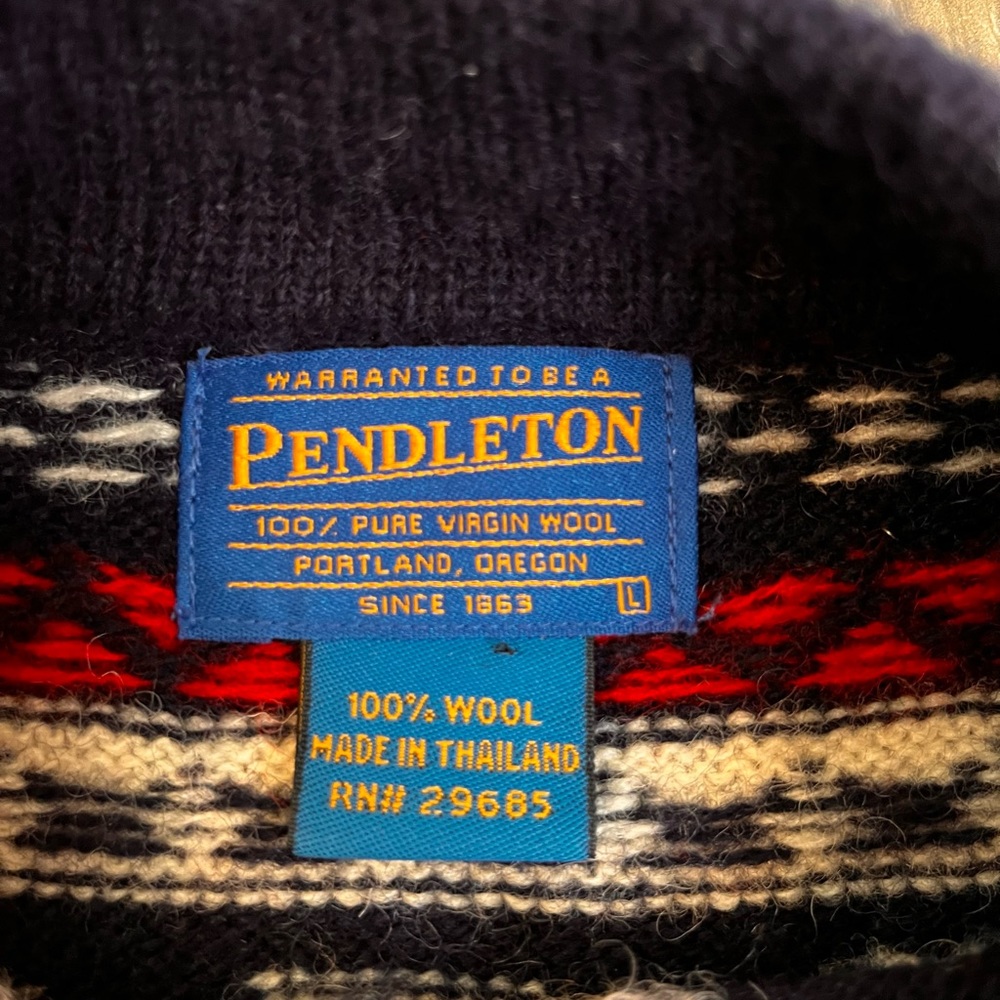 WARRANTED TO BE A
PENDLETON
100% PURE VIRGIN WOOL
PORTLAND, OREGON
SINCE 1863 L
100% WOOL
MADE IN THAILAND
RN# 29685